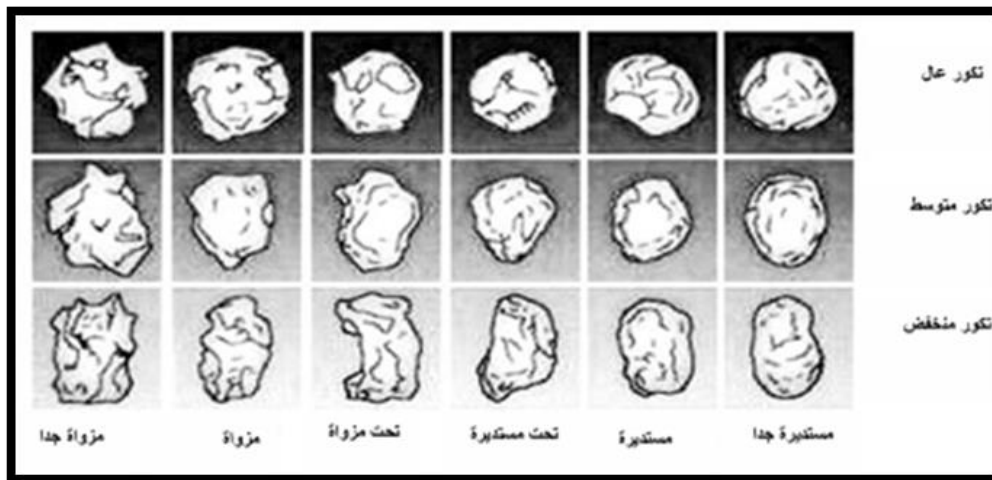 تكور عال
تكور متوسط
تكور منخفض
مستديرة جدا
مستديرة
تحت مستديرة
تحت مزواة
مزواة
مزواة جدا